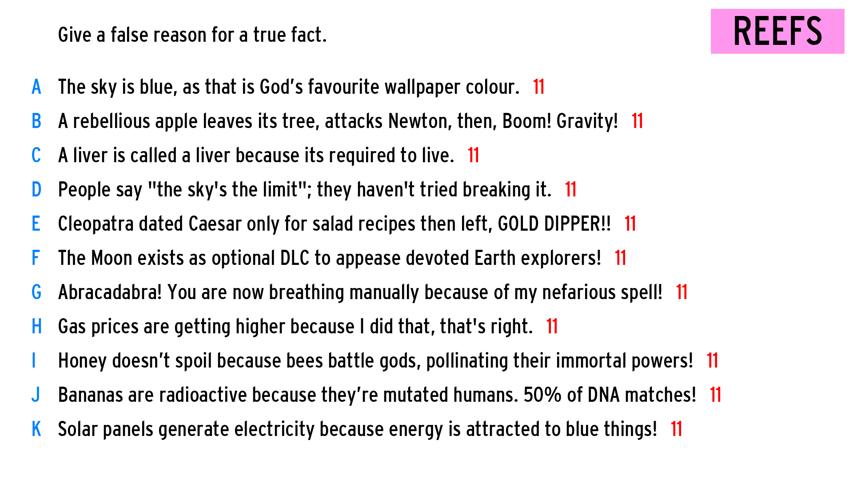 Give a false reason for a true fact.
REEFS
A The sky is blue, as that is God’s favourite wallpaper colour. 11
B A rebellious apple leaves its tree, attacks Newton, then, Boom! Gravity! 11
C A liver is called a liver because its required to live. 11
D People say "the sky's the limit"; they haven't tried breaking it. 11
E Cleopatra dated Caesar only for salad recipes then left, GOLD DIPPER!! 11
F The Moon exists as optional DLC to appease devoted Earth explorers! 11
G Abracadabra! You are now breathing manually because of my nefarious spell! 11
H Gas prices are getting higher because I did that, that's right. 11
I Honey doesn’t spoil because bees battle gods, pollinating their immortal powers! 11
J Bananas are radioactive because they’re mutated humans. 50% of DNA matches! 11
K Solar panels generate electricity because energy is attracted to blue things! 11